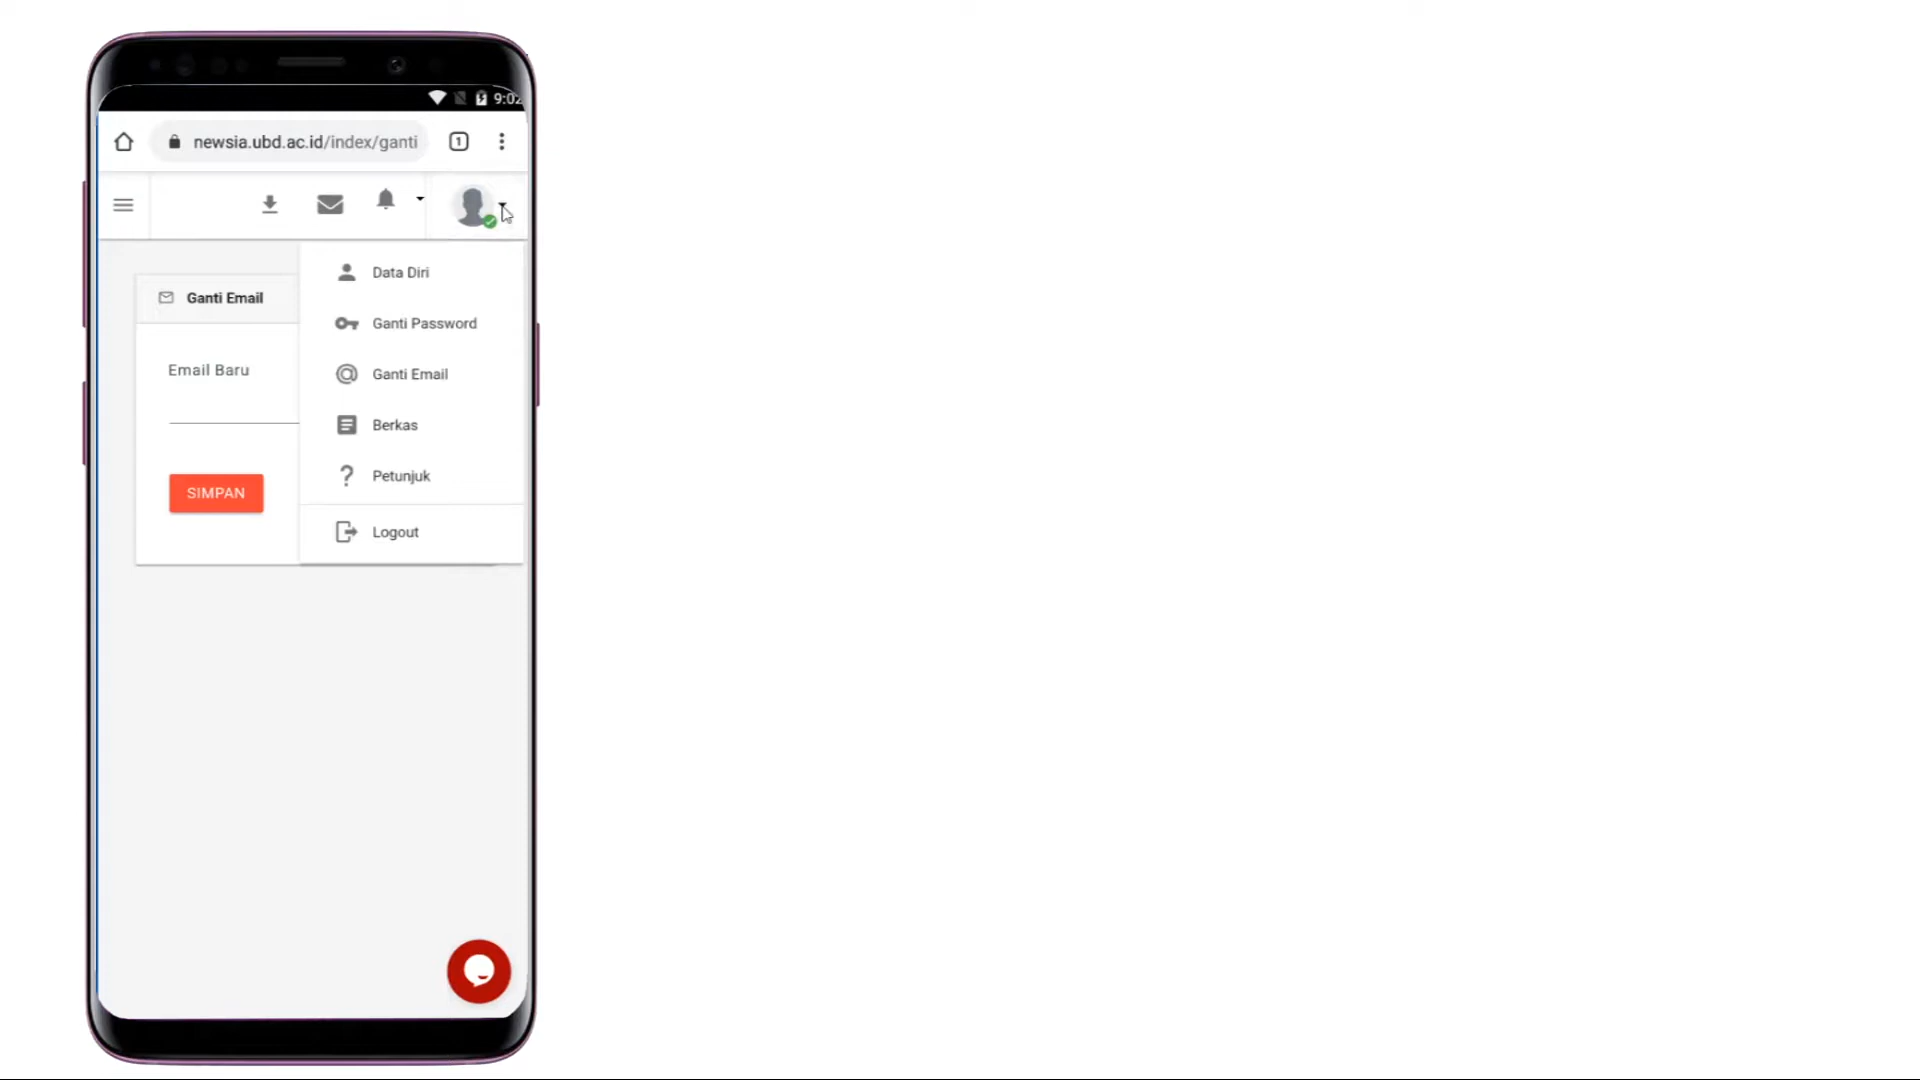 9:02
newsia.ubd.ac.id/index/ganti
1
Data Diri
Ganti Email
Ganti Password
Email Baru
Ganti Email
Berkas
Petunjuk
SIMPAN
Logout